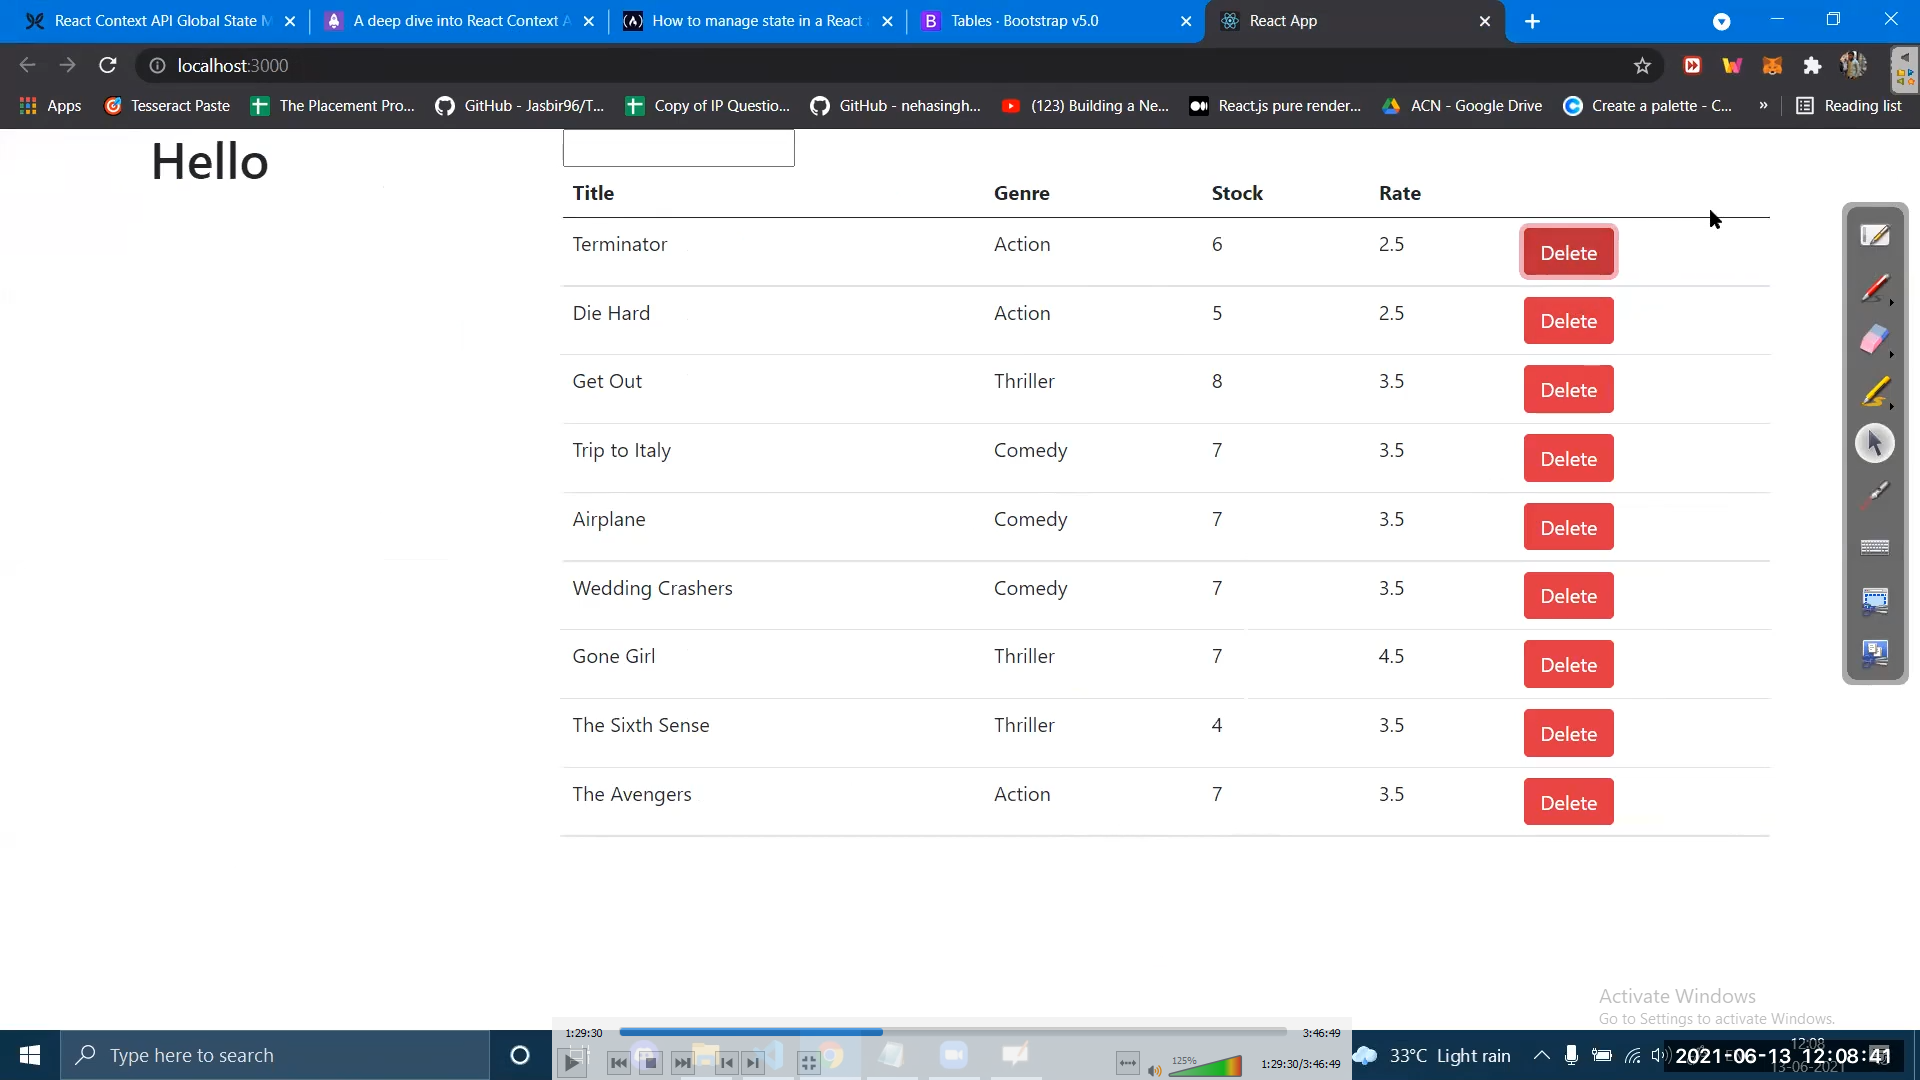 React Context API Global State M
A deep dive into React Context A
How to manage state in a React
Tables · Bootstrap v5.0
React App
localhost:3000
Apps
Tesseract Paste
The Placement Pro...
GitHub - Jasbir96/T...
Copy of IP Questio...
GitHub - nehasingh...
(123) Building a Ne...
React.js pure render...
ACN - Google Drive
Create a palette - C...
»
Reading list
Hello
Title Genre Stock Rate
Terminator Action 6 2.5 Delete
Die Hard Action 5 2.5 Delete
Get Out Thriller 8 3.5 Delete
Trip to Italy Comedy 7 3.5 Delete
Airplane Comedy 7 3.5 Delete
Wedding Crashers Comedy 7 3.5 Delete
Gone Girl Thriller 7 4.5 Delete
The Sixth Sense Thriller 4 3.5 Delete
The Avengers Action 7 3.5 Delete
Activate Windows
Go to Settings to activate Windows.
1:29:30 3:46:49
Type here to search
125%
1:29:30/3:46:49
33°C Light rain
12:08
13-06-2021
2021-06-13 12:08:41